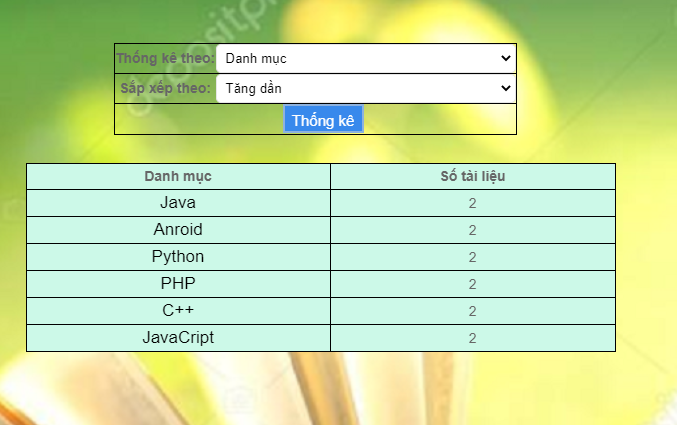 depositph
Thống kê theo: Danh mục
Sắp xếp theo: Tăng dần
Thống kê
Danh mục Số tài liệu
Java 2
Anroid 2
Python 2
PHP 2
C++ 2
JavaCript 2